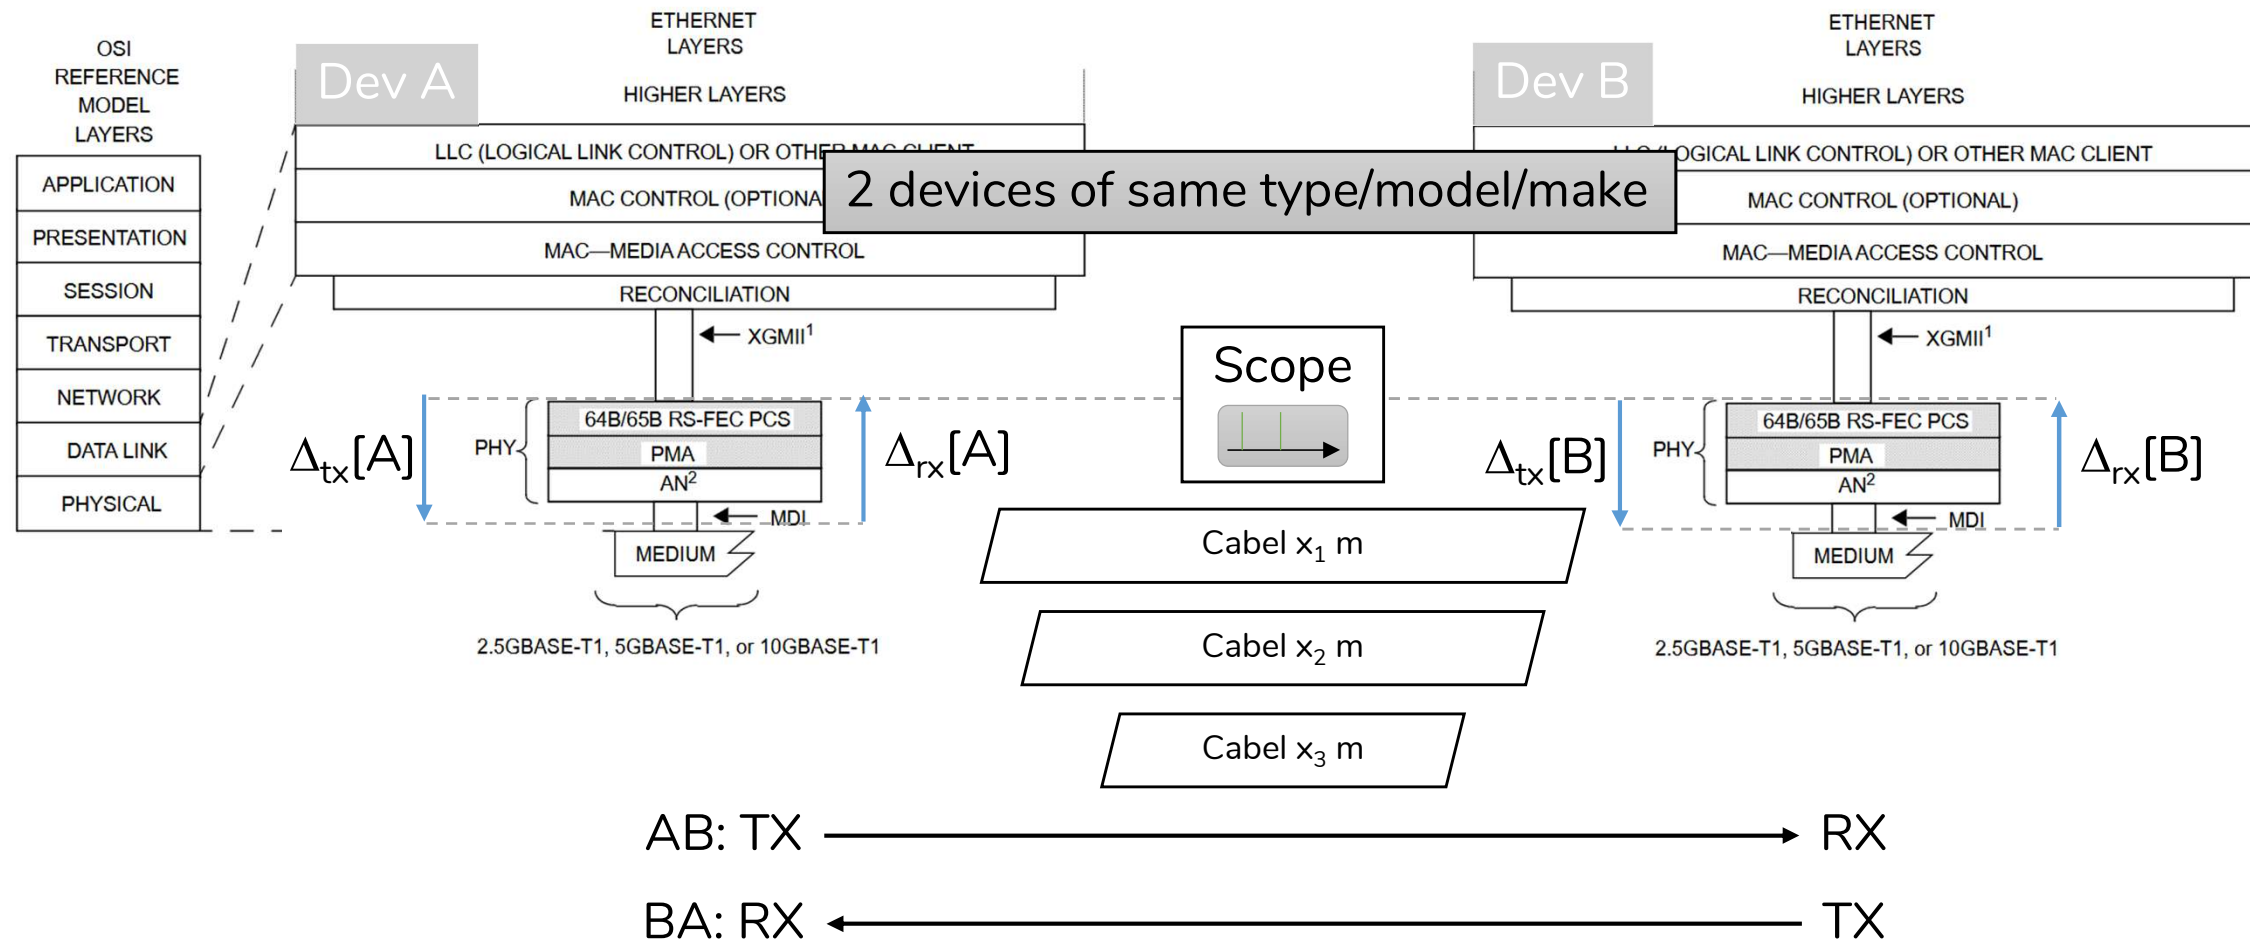 OSI
REFERENCE
MODEL
LAYERS
APPLICATION
PRESENTATION
SESSION
TRANSPORT
NETWORK
DATA LINK
PHYSICAL
Dev A
ETHERNET
LAYERS
HIGHER LAYERS
LLC (LOGICAL LINK CONTROL) OR OTHER MAC CLIENT
MAC CONTROL (OPTIONA
MAC—MEDIA ACCESS CONTROL
RECONCILIATION
XGMII¹
64B/65B RS-FEC PCS
PHY
PMA
AN²
MDI
MEDIUM
2.5GBASE-T1, 5GBASE-T1, or 10GBASE-T1
Δtx[A]
Δrx[A]
2 devices of same type/model/make
Scope
Cabel x₁ m
Cabel x₂ m
Cabel x₃ m
Dev B
ETHERNET
LAYERS
HIGHER LAYERS
LLC (LOGICAL LINK CONTROL) OR OTHER MAC CLIENT
MAC CONTROL (OPTIONAL)
MAC—MEDIA ACCESS CONTROL
RECONCILIATION
XGMII¹
64B/65B RS-FEC PCS
PHY
PMA
AN²
MDI
MEDIUM
2.5GBASE-T1, 5GBASE-T1, or 10GBASE-T1
Δtx[B]
Δrx[B]
AB: TX RX
BA: RX TX